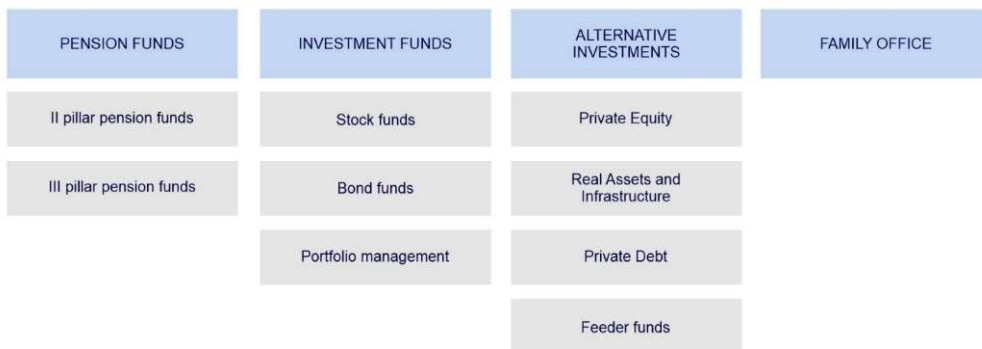 PENSION FUNDS
II pillar pension funds
III pillar pension funds
INVESTMENT FUNDS
Stock funds
Bond funds
Portfolio management
ALTERNATIVE
INVESTMENTS
Private Equity
Real Assets and
Infrastructure
Private Debt
Feeder funds
FAMILY OFFICE